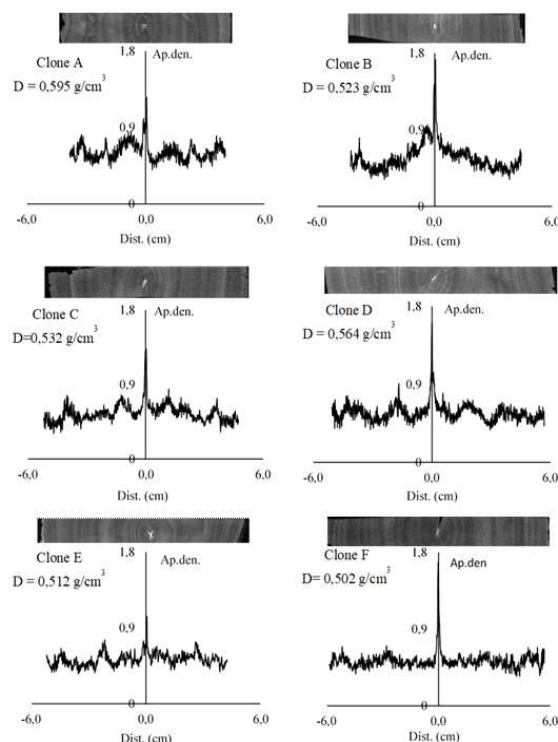 1,8
Ap.den.
Clone A
D = 0,595 g/cm3
0,9
0
-6,0 0,0 6,0
Dist. (cm)
1,8
Ap.den.
Clone B
D = 0,523 g/cm3
0,9
0
-6,0 0,0 6,0
Dist. (cm)
1,8
Ap.den.
Clone C
D=0,532 g/cm3
0,9
0
-6,0 0,0 6,0
Dist. (cm)
1,8
Ap.den.
Clone D
D = 0,564 g/cm3
0,9
0
-6,0 0,0 6,0
Dist. (cm)
1,8
Ap.den.
Clone E
D = 0,512 g/cm3
0,9
0
-6,0 0,0 6,0
Dist. (cm)
1,8
Ap.den
Clone F
D= 0,502 g/cm3
0,9
0
-6,0 0,0 6,0
Dist. (cm)